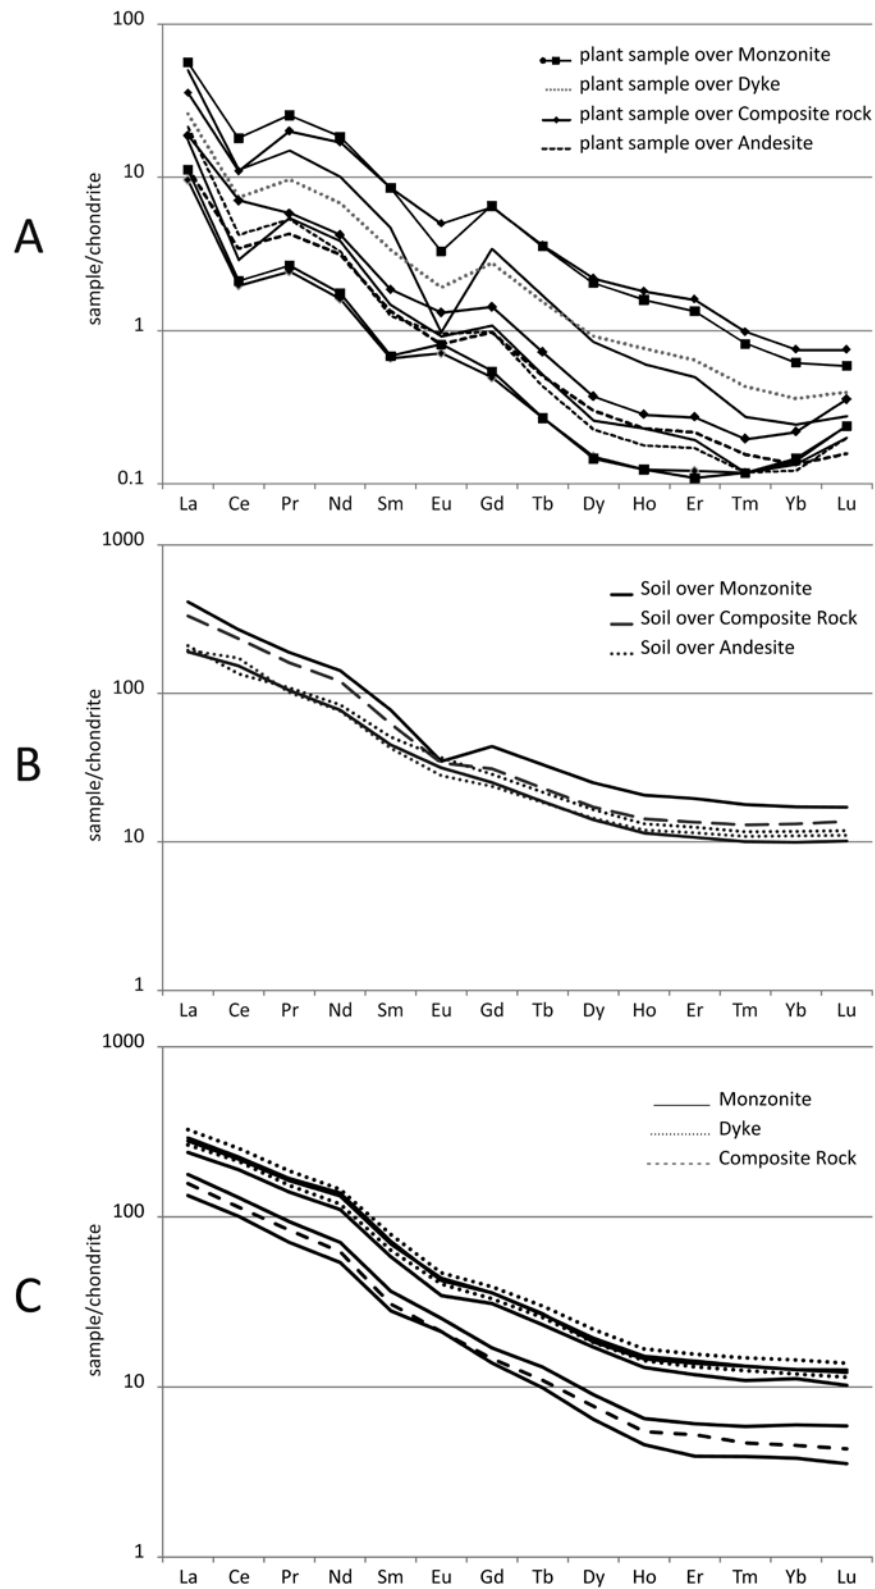 A
sample/chondrite
100
10
1
0.1
plant sample over Monzonite
plant sample over Dyke
plant sample over Composite rock
plant sample over Andesite
La Ce Pr Nd Sm Eu Gd Tb Dy Ho Er Tm Yb Lu
B
sample/chondrite
1000
100
10
1
Soil over Monzonite
Soil over Composite Rock
Soil over Andesite
La Ce Pr Nd Sm Eu Gd Tb Dy Ho Er Tm Yb Lu
C
sample/chondrite
1000
100
10
1
Monzonite
Dyke
Composite Rock
La Ce Pr Nd Sm Eu Gd Tb Dy Ho Er Tm Yb Lu